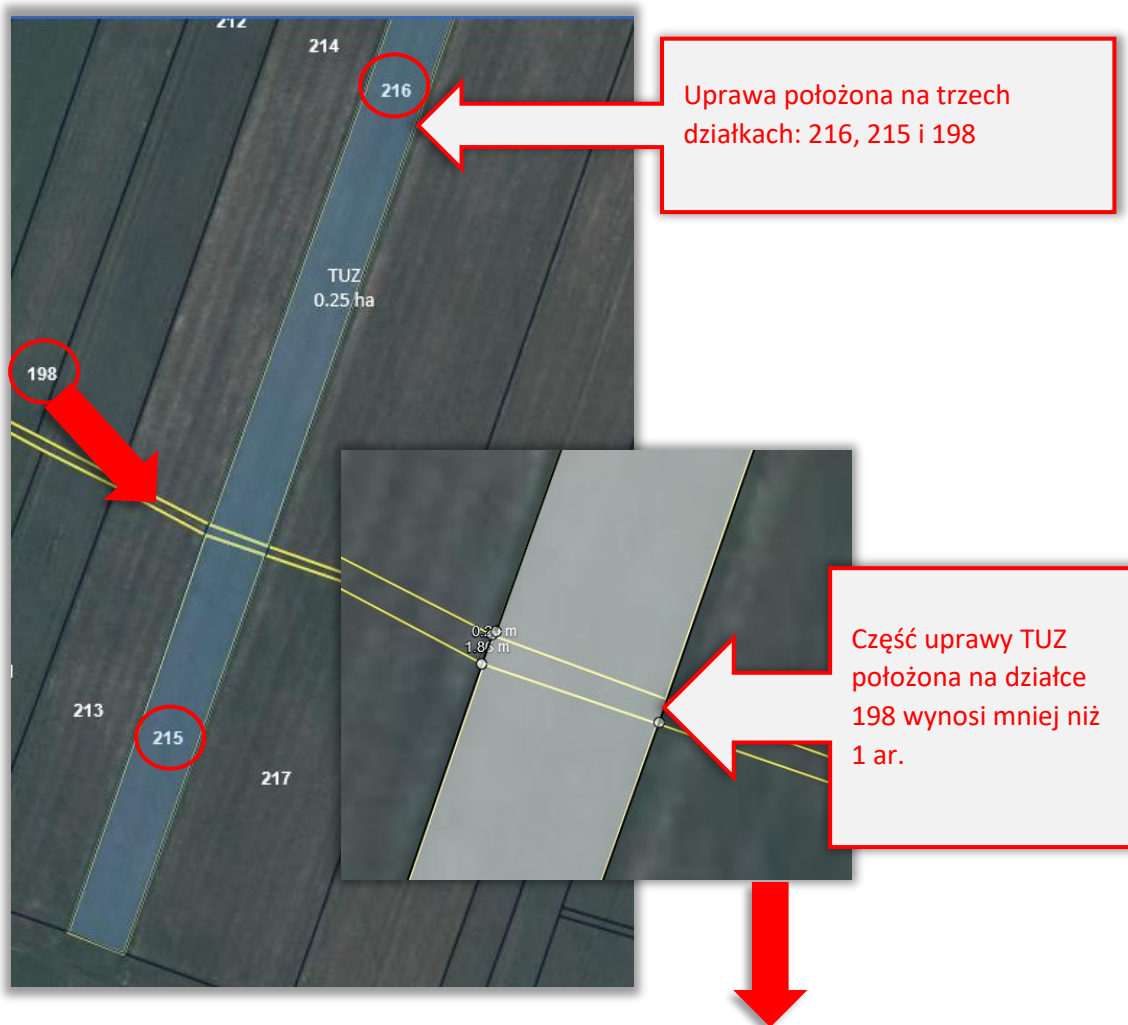 212
214
216
Uprawa położona na trzech
działkach: 216, 215 i 198
TUZ
0.25 ha
198
1.86 m
Część uprawy TUZ
położona na działce
198 wynosi mniej niż
1 ar.
213
215
217